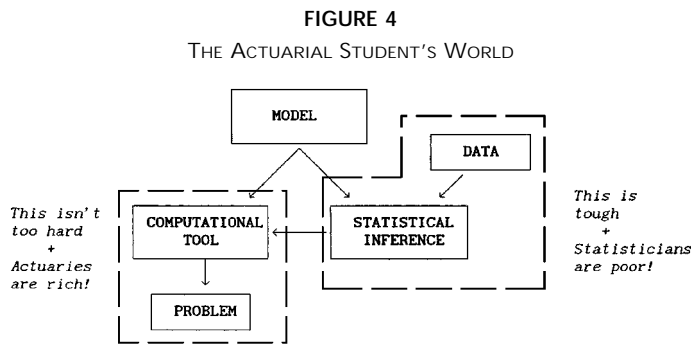 FIGURE 4
THE ACTUARIAL STUDENT'S WORLD
MODEL
DATA
This isn't
too hard
+
Actuaries
are rich!
COMPUTATIONAL
TOOL
STATISTICAL
INFERENCE
This is
tough
+
Statisticians
are poor!
PROBLEM